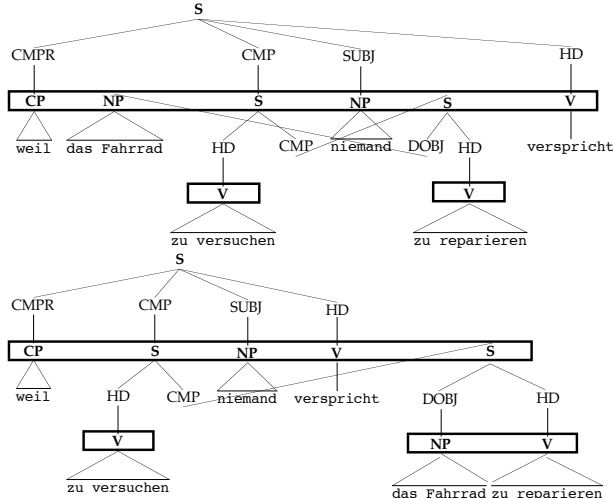 S
CMPR CMP SUBJ HD
CP NP S NP S V
weil das Fahrrad HD CMP niemand DOBJ HD verspricht
V V
zu versuchen zu reparieren
S
CMPR CMP SUBJ HD
CP S NP V S
weil HD CMP niemand verspricht DOBJ HD
V NP V
zu versuchen das Fahrrad zu reparieren